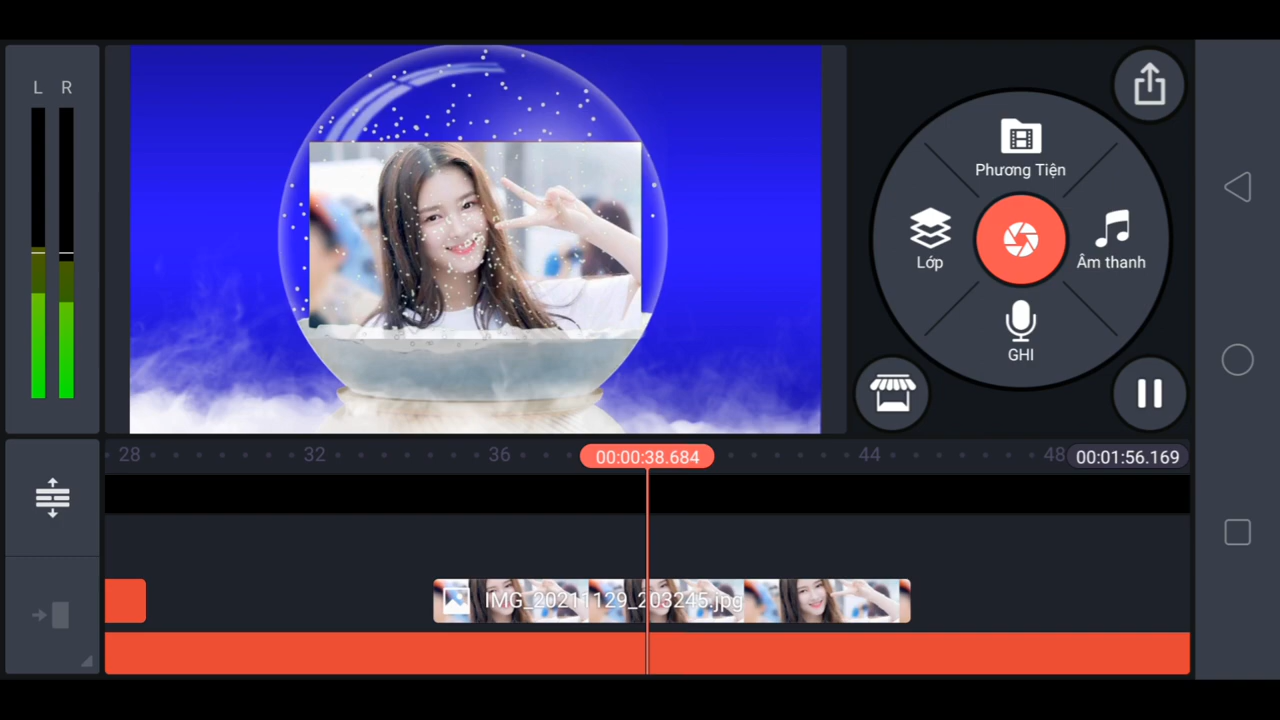 L R
Phương Tiện
Lớp
Âm thanh
GHI
28 32 36 00:00:38.684 44 48 00:01:56.169
IMG_20211129_203245.jpg